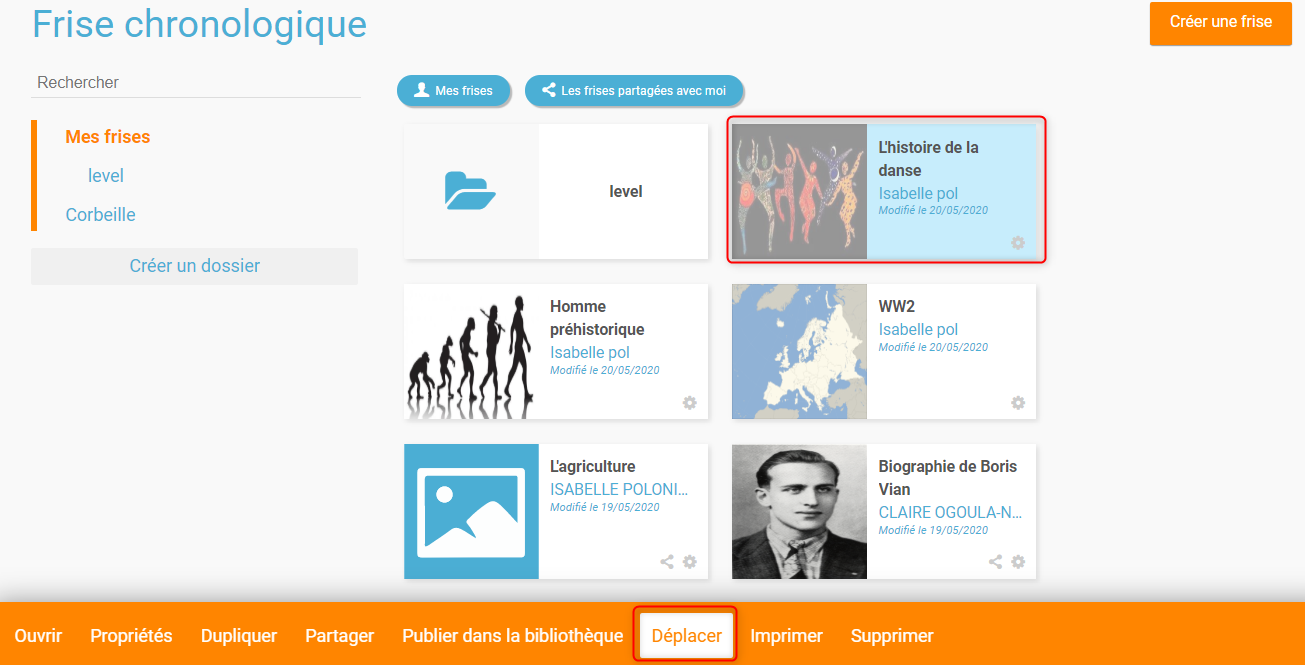 Frise chronologique
Créer une frise
Rechercher
Mes frises
level
Corbeille
Créer un dossier
Mes frises
Les frises partagées avec moi
level
L'histoire de la
danse
Isabelle pol
Modifié le 20/05/2020
Homme
préhistorique
Isabelle pol
Modifié le 20/05/2020
WW2
Isabelle pol
Modifié le 20/05/2020
L'agriculture
ISABELLE POLONI...
Modifié le 19/05/2020
Biographie de Boris
Vian
CLAIRE OGOULA-N...
Modifié le 19/05/2020
Ouvrir Propriétés Dupliquer Partager Publier dans la bibliothèque Déplacer Imprimer Supprimer